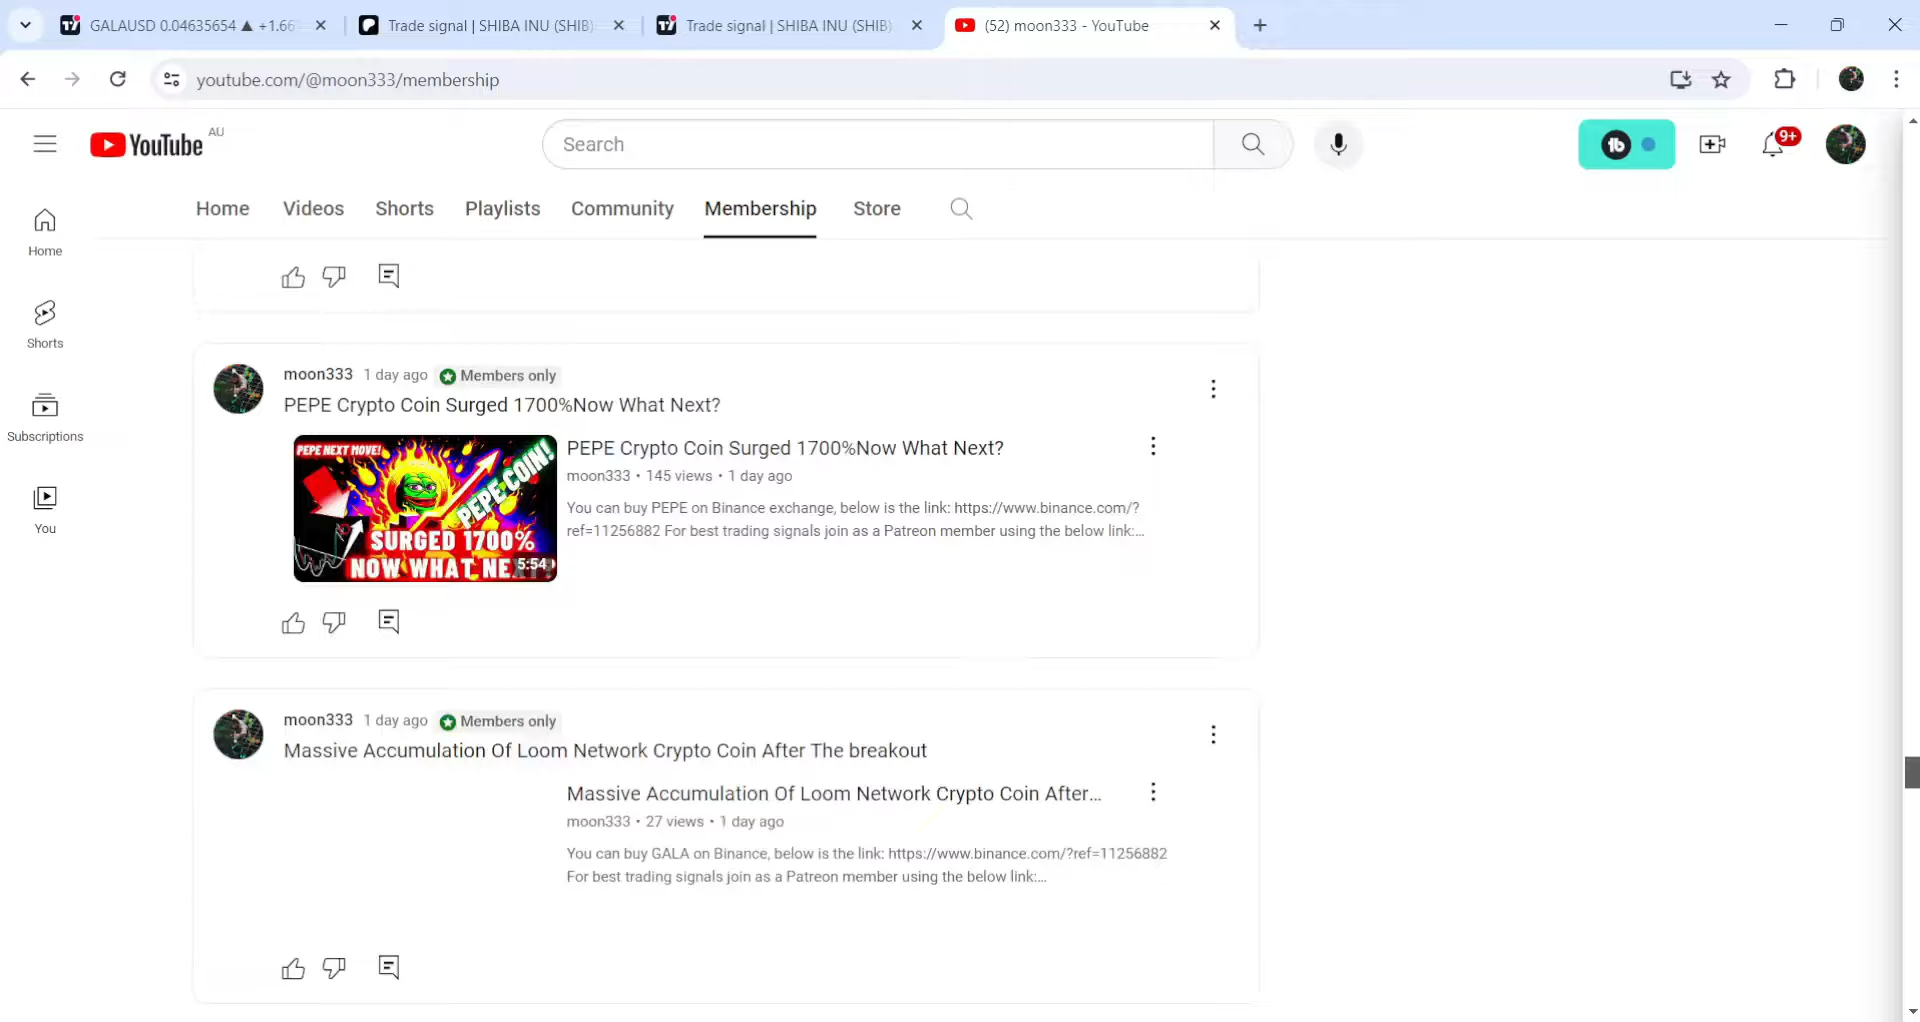 GALAUSD 0.04635654 ▲ +1.66
Trade signal | SHIBA INU (SHIB)
Trade signal | SHIBA INU (SHIB)
(52) moon333 - YouTube
youtube.com/@moon333/membership
YouTube AU
Search
9+
Home
Videos
Shorts
Playlists
Community
Membership
Store
Home
Shorts
Subscriptions
You
moon333 1 day ago Members only
PEPE Crypto Coin Surged 1700%Now What Next?
PEPE NEXT MOVE!
PEPE COIN!
SURGED 1700%
NOW WHAT NE
5:54
PEPE Crypto Coin Surged 1700%Now What Next?
moon333 • 145 views • 1 day ago
You can buy PEPE on Binance exchange, below is the link: https://www.binance.com/?
ref=11256882 For best trading signals join as a Patreon member using the below link:...
moon333 1 day ago Members only
Massive Accumulation Of Loom Network Crypto Coin After The breakout
Massive Accumulation Of Loom Network Crypto Coin After...
moon333 • 27 views • 1 day ago
You can buy GALA on Binance, below is the link: https://www.binance.com/?ref=11256882
For best trading signals join as a Patreon member using the below link:...